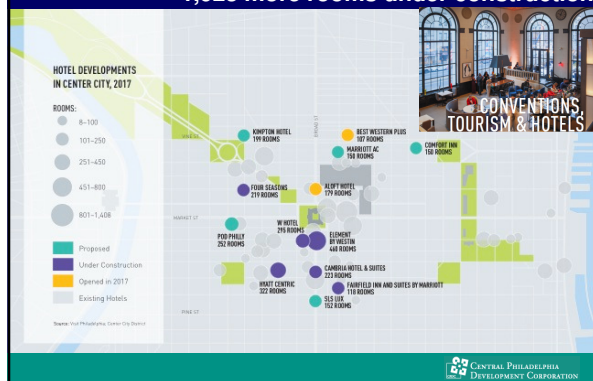 HOTEL DEVELOPMENTS
IN CENTER CITY, 2017
ROOMS:
8–100
101–250
251–450
451–800
801–1,408
Proposed
Under Construction
Opened in 2017
Existing Hotels
Source: Visit Philadelphia, Center City District
CONVENTIONS,
TOURISM & HOTELS
BROAD ST
VINE ST
MARKET ST
PINE ST
KIMPTON HOTEL
199 ROOMS
BEST WESTERN PLUS
107 ROOMS
MARRIOTT AC
150 ROOMS
COMFORT INN
150 ROOMS
FOUR SEASONS
219 ROOMS
ALOFT HOTEL
179 ROOMS
POD PHILLY
252 ROOMS
W HOTEL
295 ROOMS
ELEMENT
BY WESTIN
460 ROOMS
CAMBRIA HOTEL & SUITES
223 ROOMS
HYATT CENTRIC
322 ROOMS
FAIRFIELD INN AND SUITES BY MARRIOTT
118 ROOMS
SLS LUX
152 ROOMS
CENTRAL PHILADELPHIA
DEVELOPMENT CORPORATION